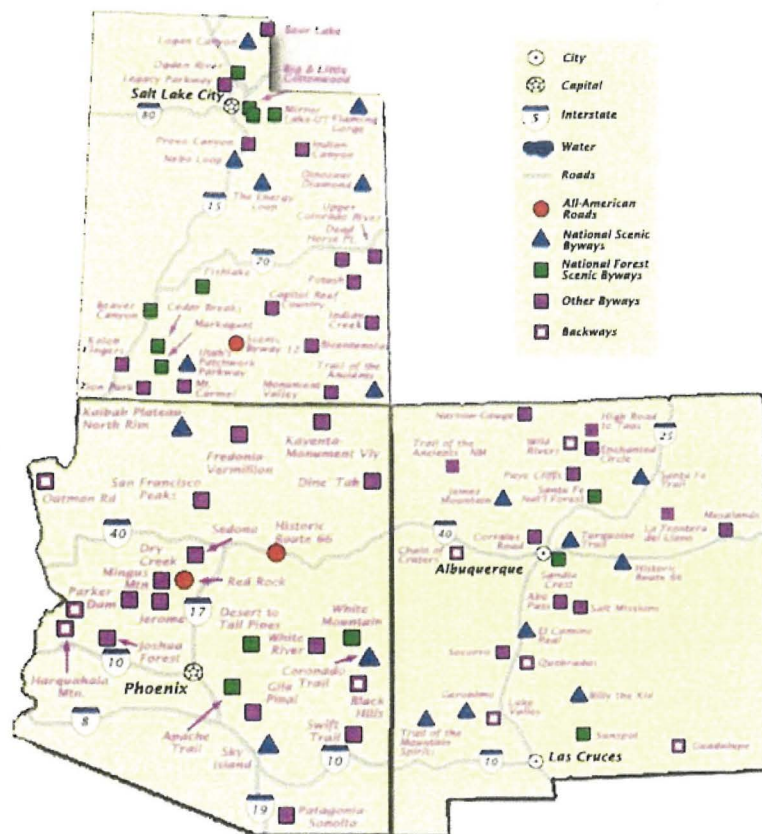 Bear Lake
Logan Canyon
Ogden River
Big & Little
Cottonwood
Legacy Parkway
Salt Lake City
80
Mirror
Lake-UT
Flaming
Gorge
Provo Canyon
Indian
Canyon
Nebo Loop
Dinosaur
Diamond
The Energy
Loop
15
Upper
Colorado River
Dead
Horse Pt.
20
Fishlake
Potash
Beaver
Canyon
Cedar Breaks
Capitol Reef
Country
Markagunt
Indian
Creek
Kolob
Fingers
Scenic
Byway 12
Bicentennial
Utah's
Patchwork
Parkway
Trail of the
Ancients
Zion Park
Mt.
Carmel
Monument
Valley
City
Capital
5
Interstate
Water
Roads
All-American
Roads
National Scenic
Byways
National Forest
Scenic Byways
Other Byways
Backways
Kaibab Plateau-
North Rim
Fredonia-
Vermillion
Kayenta-
Monument Vly
San Francisco
Peaks
Dine' Tah
Oatman Rd
40
Sedona
Historic
Route 66
Dry
Creek
Mingus
Mtn
Red Rock
Parker
Dam
Jerome
17
Desert to
Tall Pines
White
Mountain
White
River
Joshua
Forest
10
Coronado
Trail
Harquahala
Mtn.
Phoenix
Gila
Pinal
Black
Hills
8
Apache
Trail
Sky
Island
Swift
Trail
10
19
Patagonia-
Sonoita
Narrow Gauge
High Road
to Taos
25
Wild
Rivers
Enchanted
Circle
Trail of the
Ancients - NM
Puye Cliffs
Santa Fe
Trail
Jemez
Mountain
Santa Fe
Nat'l Forest
La Frontera
del Llano
Mesalands
40
Corrales
Road
Turquoise
Trail
Chain of
Craters
Albuquerque
Sandia
Crest
Historic
Route 66
Abo
Pass
Salt Missions
El Camino
Real
Socorro
Quebradas
Geronimo
Lake
Valley
Billy the Kid
Trail of the
Mountain
Spirits
Sunspot
Guadalupe
10
Las Cruces